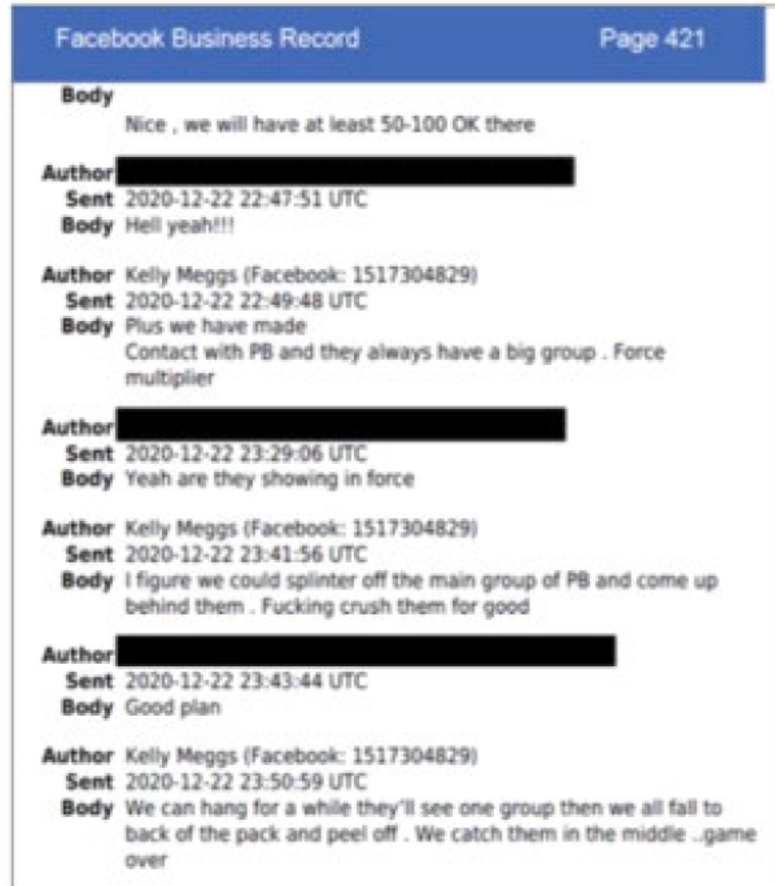 Facebook Business Record Page 421
Body
Nice , we will have at least 50-100 OK there
Author
Sent 2020-12-22 22:47:51 UTC
Body Hell yeah!!!
Author Kelly Meggs (Facebook: 1517304829)
Sent 2020-12-22 22:49:48 UTC
Body Plus we have made
Contact with PB and they always have a big group . Force
multiplier
Author
Sent 2020-12-22 23:29:06 UTC
Body Yeah are they showing in force
Author Kelly Meggs (Facebook: 1517304829)
Sent 2020-12-22 23:41:56 UTC
Body I figure we could splinter off the main group of PB and come up
behind them . Fucking crush them for good
Author
Sent 2020-12-22 23:43:44 UTC
Body Good plan
Author Kelly Meggs (Facebook: 1517304829)
Sent 2020-12-22 23:50:59 UTC
Body We can hang for a while they'll see one group then we all fall to
back of the pack and peel off . We catch them in the middle ..game
over